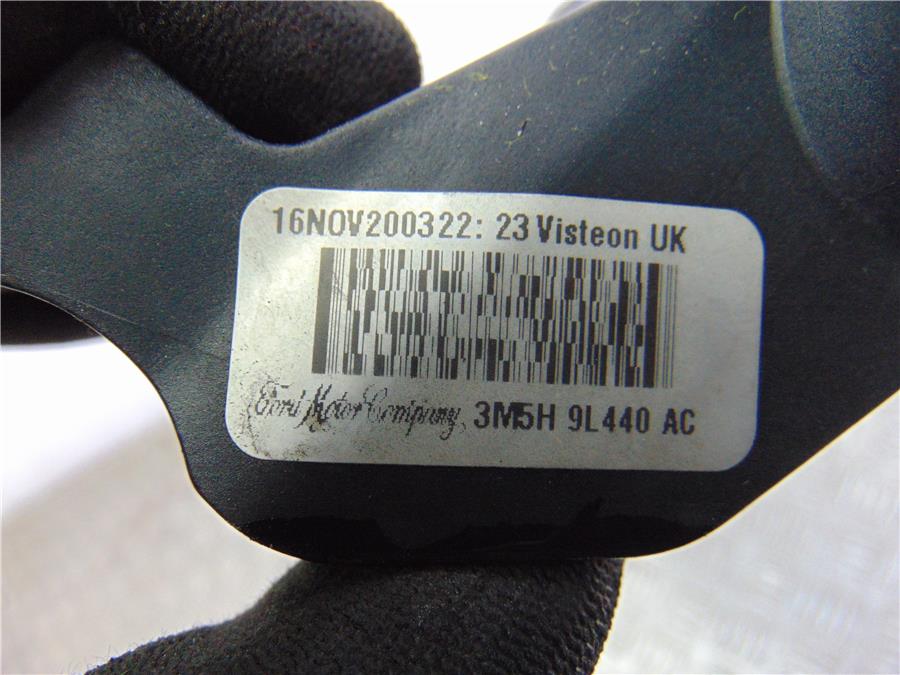 16NOV200322: 23 Visteon UK
Ford Motor Company, 3M5H 9L440 AC